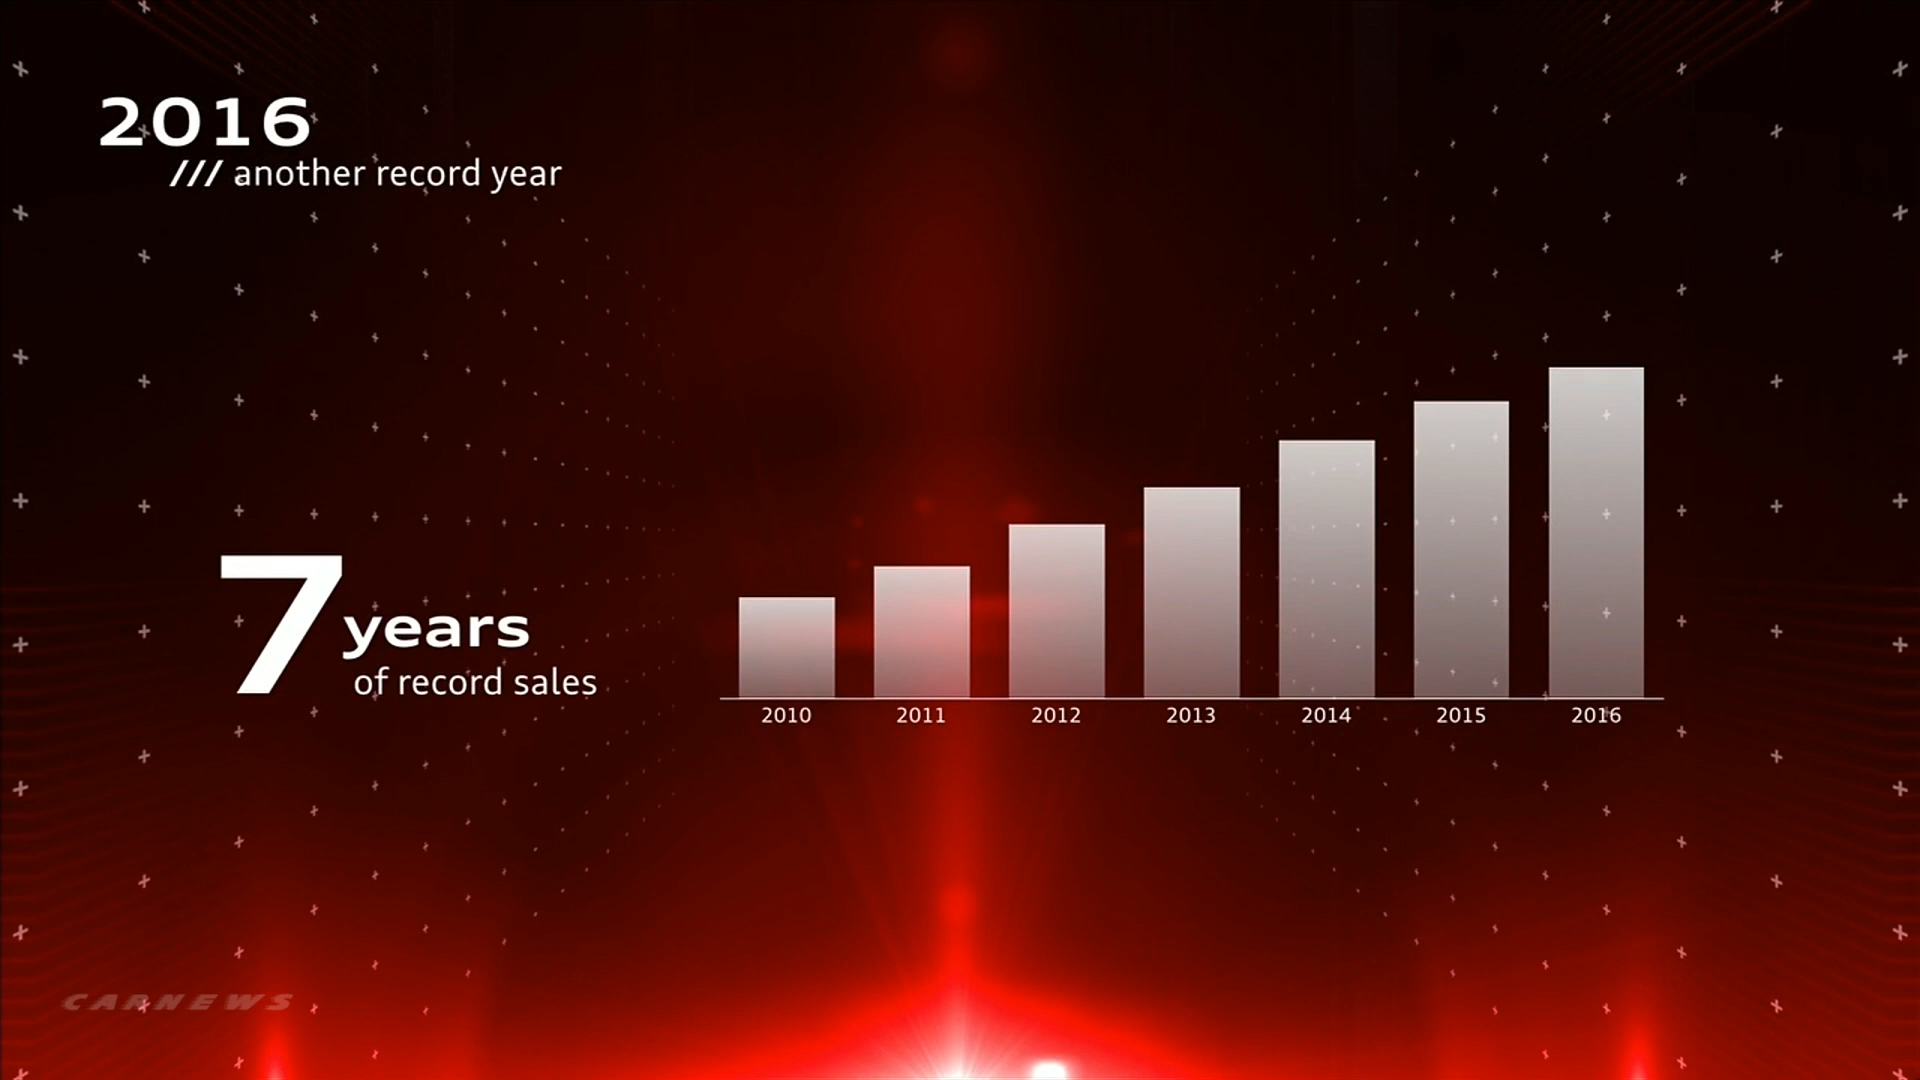 2016
/// another record year
7 years
of record sales
2010 2011 2012 2013 2014 2015 2016
CARNEWS